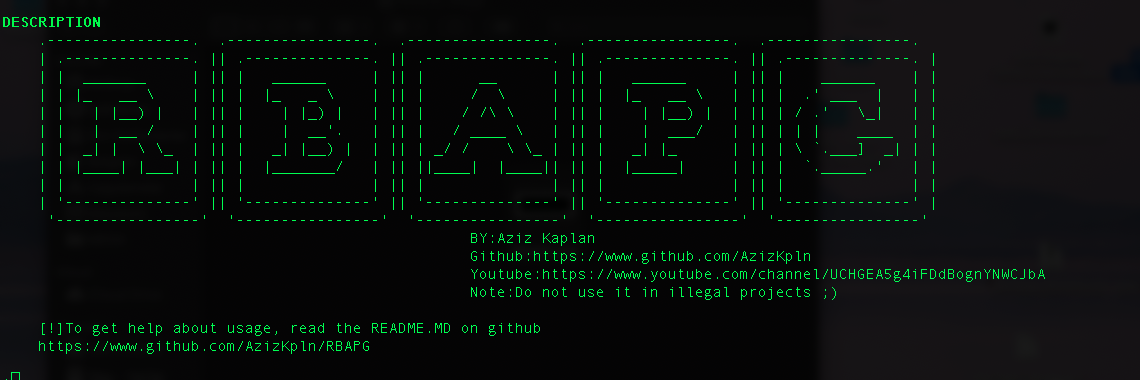 DESCRIPTION
RBAPG
BY:Aziz Kaplan
Github:https://www.github.com/AzizKpln
Youtube:https://www.youtube.com/channel/UCHGEA5g4iFDdBognYNWCJbA
Note:Do not use it in illegal projects ;)
[!]To get help about usage, read the README.MD on github
https://www.github.com/AzizKpln/RBAPG